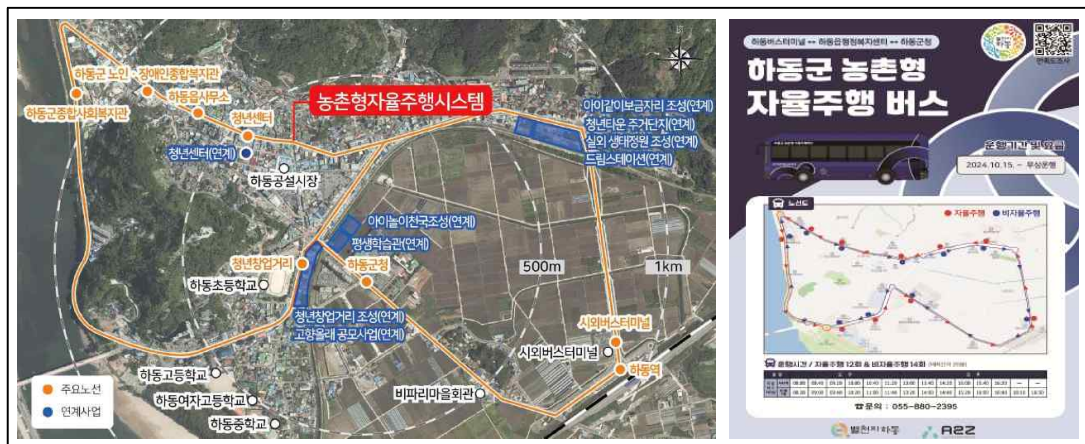 하동군 노인 · 장애인종합복지관
하동군종합사회복지관
하동읍사무소
청년센터
청년센터(연계)
하동공설시장
농촌형자율주행시스템
아이같이보금자리 조성(연계)
청년타운 주거단지(연계)
실외 생태정원 조성(연계)
드림스테이션(연계)
아이놀이천국조성(연계)
평생학습관(연계)
청년창업거리
하동군청
500m
1km
하동초등학교
청년창업거리 조성(연계)
고향올래 공모사업(연계)
시외버스터미널
시외버스터미널
하동역
비파리마을회관
하동고등학교
하동여자고등학교
하동중학교
주요노선
연계사업
하동버스터미널 ↔ 하동읍행정복지센터 ↔ 하동군청
하동
만족도조사
하동군 농촌형
자율주행 버스
운행기간 및 요금
2024.10.15. ~ 무상운행
노선도
자율주행
비자율주행
운행시간 / 자율주행 12회 & 비자율주행 14회
☎ 문의 : 055-880-2395
별천지하동
A2Z